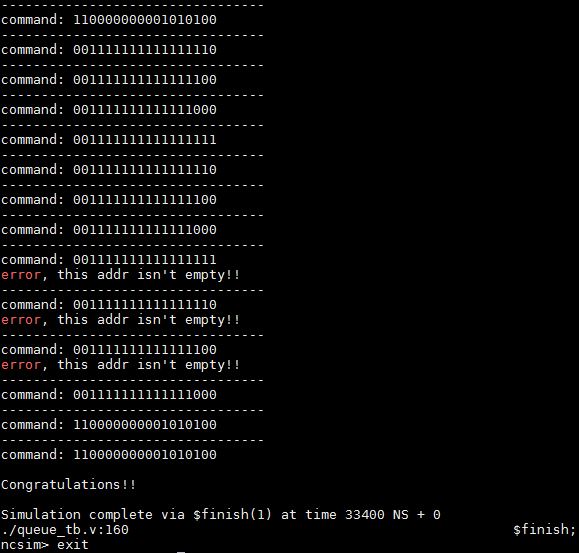 ---------------------------------
command: 110000000001010100
---------------------------------
command: 001111111111111110
---------------------------------
command: 001111111111111100
---------------------------------
command: 001111111111111000
---------------------------------
command: 001111111111111111
---------------------------------
command: 001111111111111110
---------------------------------
command: 001111111111111100
---------------------------------
command: 001111111111111000
---------------------------------
command: 001111111111111111
error, this addr isn't empty!!
---------------------------------
command: 001111111111111110
error, this addr isn't empty!!
---------------------------------
command: 001111111111111100
error, this addr isn't empty!!
---------------------------------
command: 001111111111111000
---------------------------------
command: 110000000001010100
---------------------------------
command: 110000000001010100
Congratulations!!
Simulation complete via $finish(1) at time 33400 NS + 0
./queue_tb.v:160 $finish;
ncsim> exit